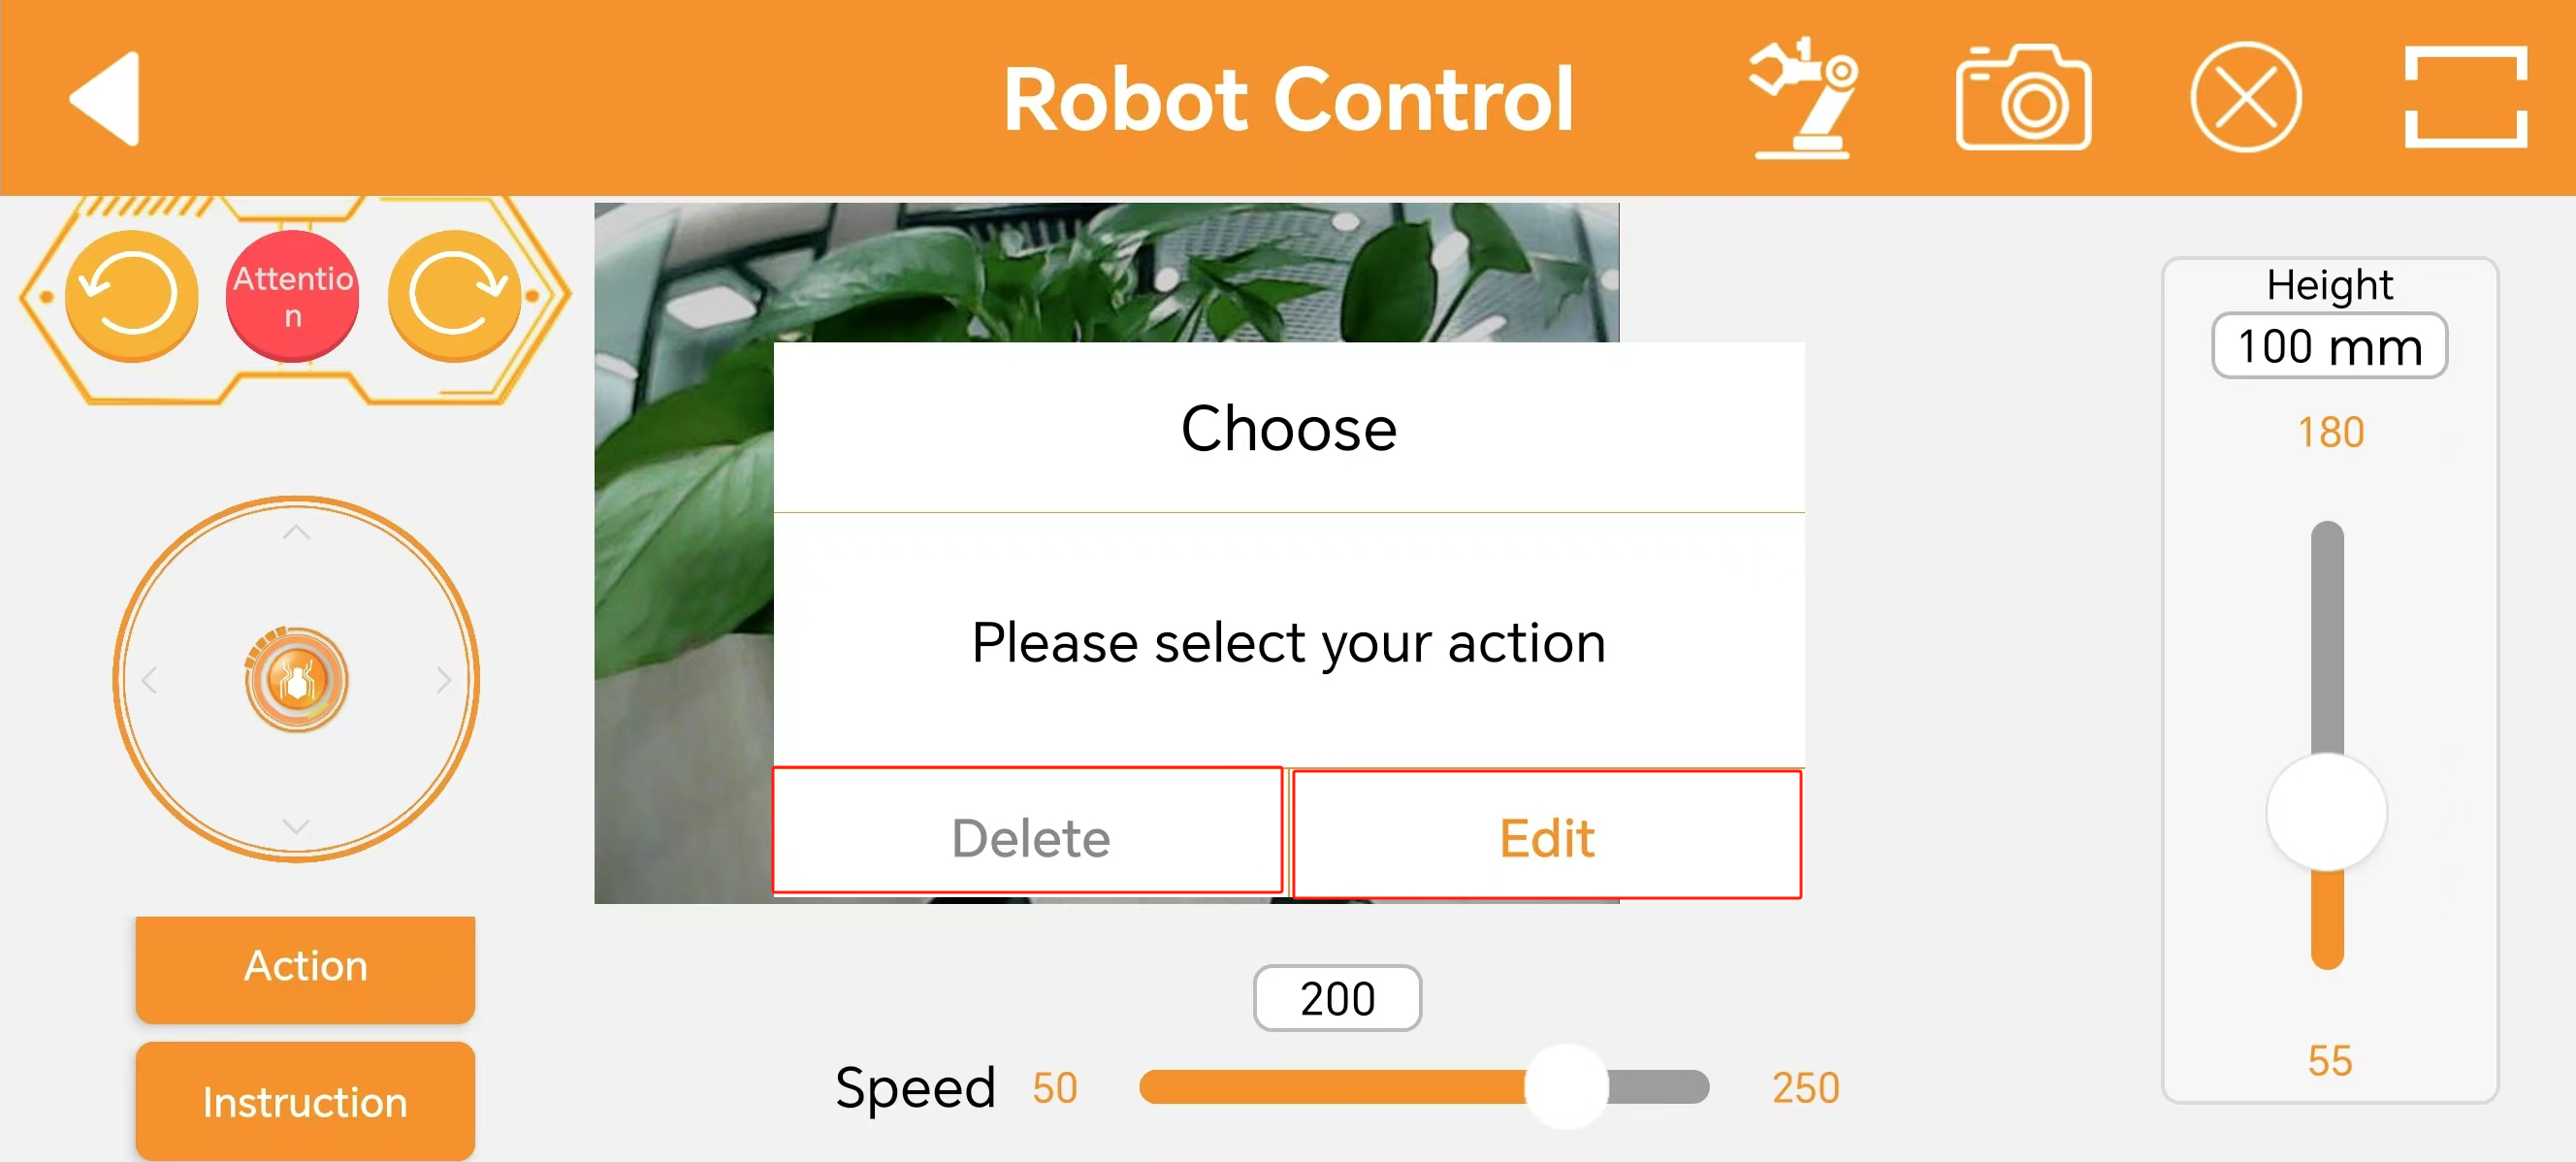 Robot Control
Attentio
n
Height
100 mm
180
Choose
Please select your action
Delete
Edit
Action
200
55
Speed
50
250
Instruction